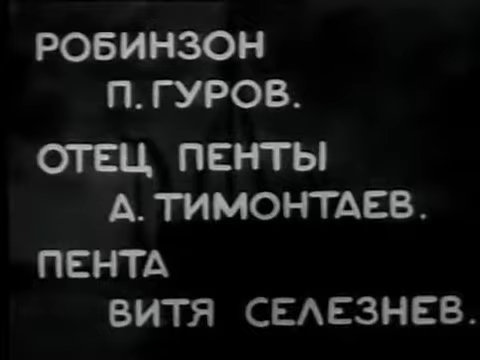 РОБИНЗОН
П. ГУРОВ.
ОТЕЦ ПЕНТЫ
А. ТИМОНТАЕВ.
ПЕНТА
ВИТЯ СЕЛЕЗНЕВ.